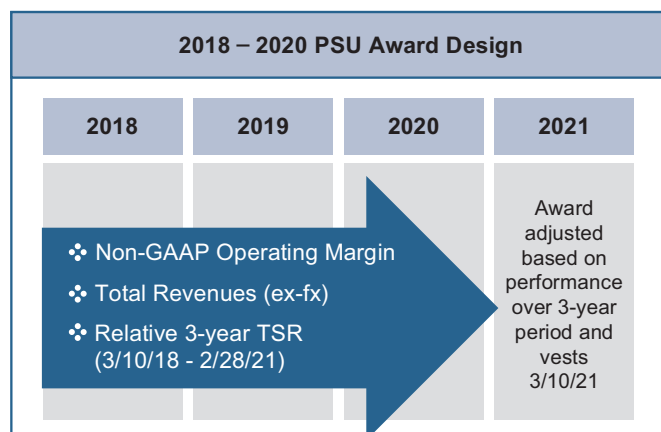 2018 – 2020 PSU Award Design
2018
2019
2020
2021
❖ Non-GAAP Operating Margin
❖ Total Revenues (ex-fx)
❖ Relative 3-year TSR
(3/10/18 - 2/28/21)
Award
adjusted
based on
performance
over 3-year
period and
vests
3/10/21